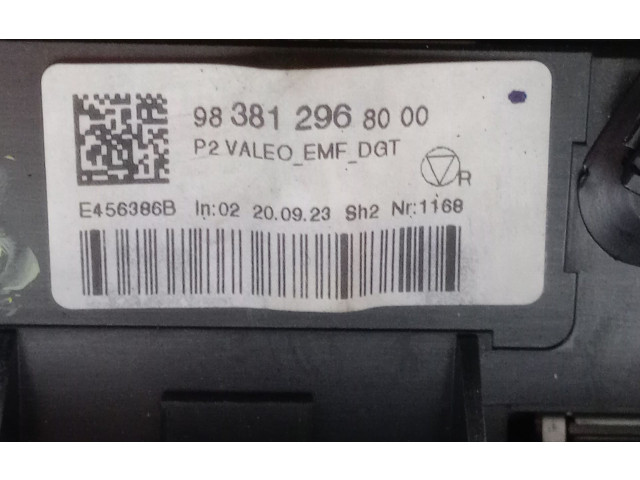 98 381 296 80 00
P2 VALEO_EMF_DGT
R
E456386B In:02 20.09.23 Sh2 Nr:1168